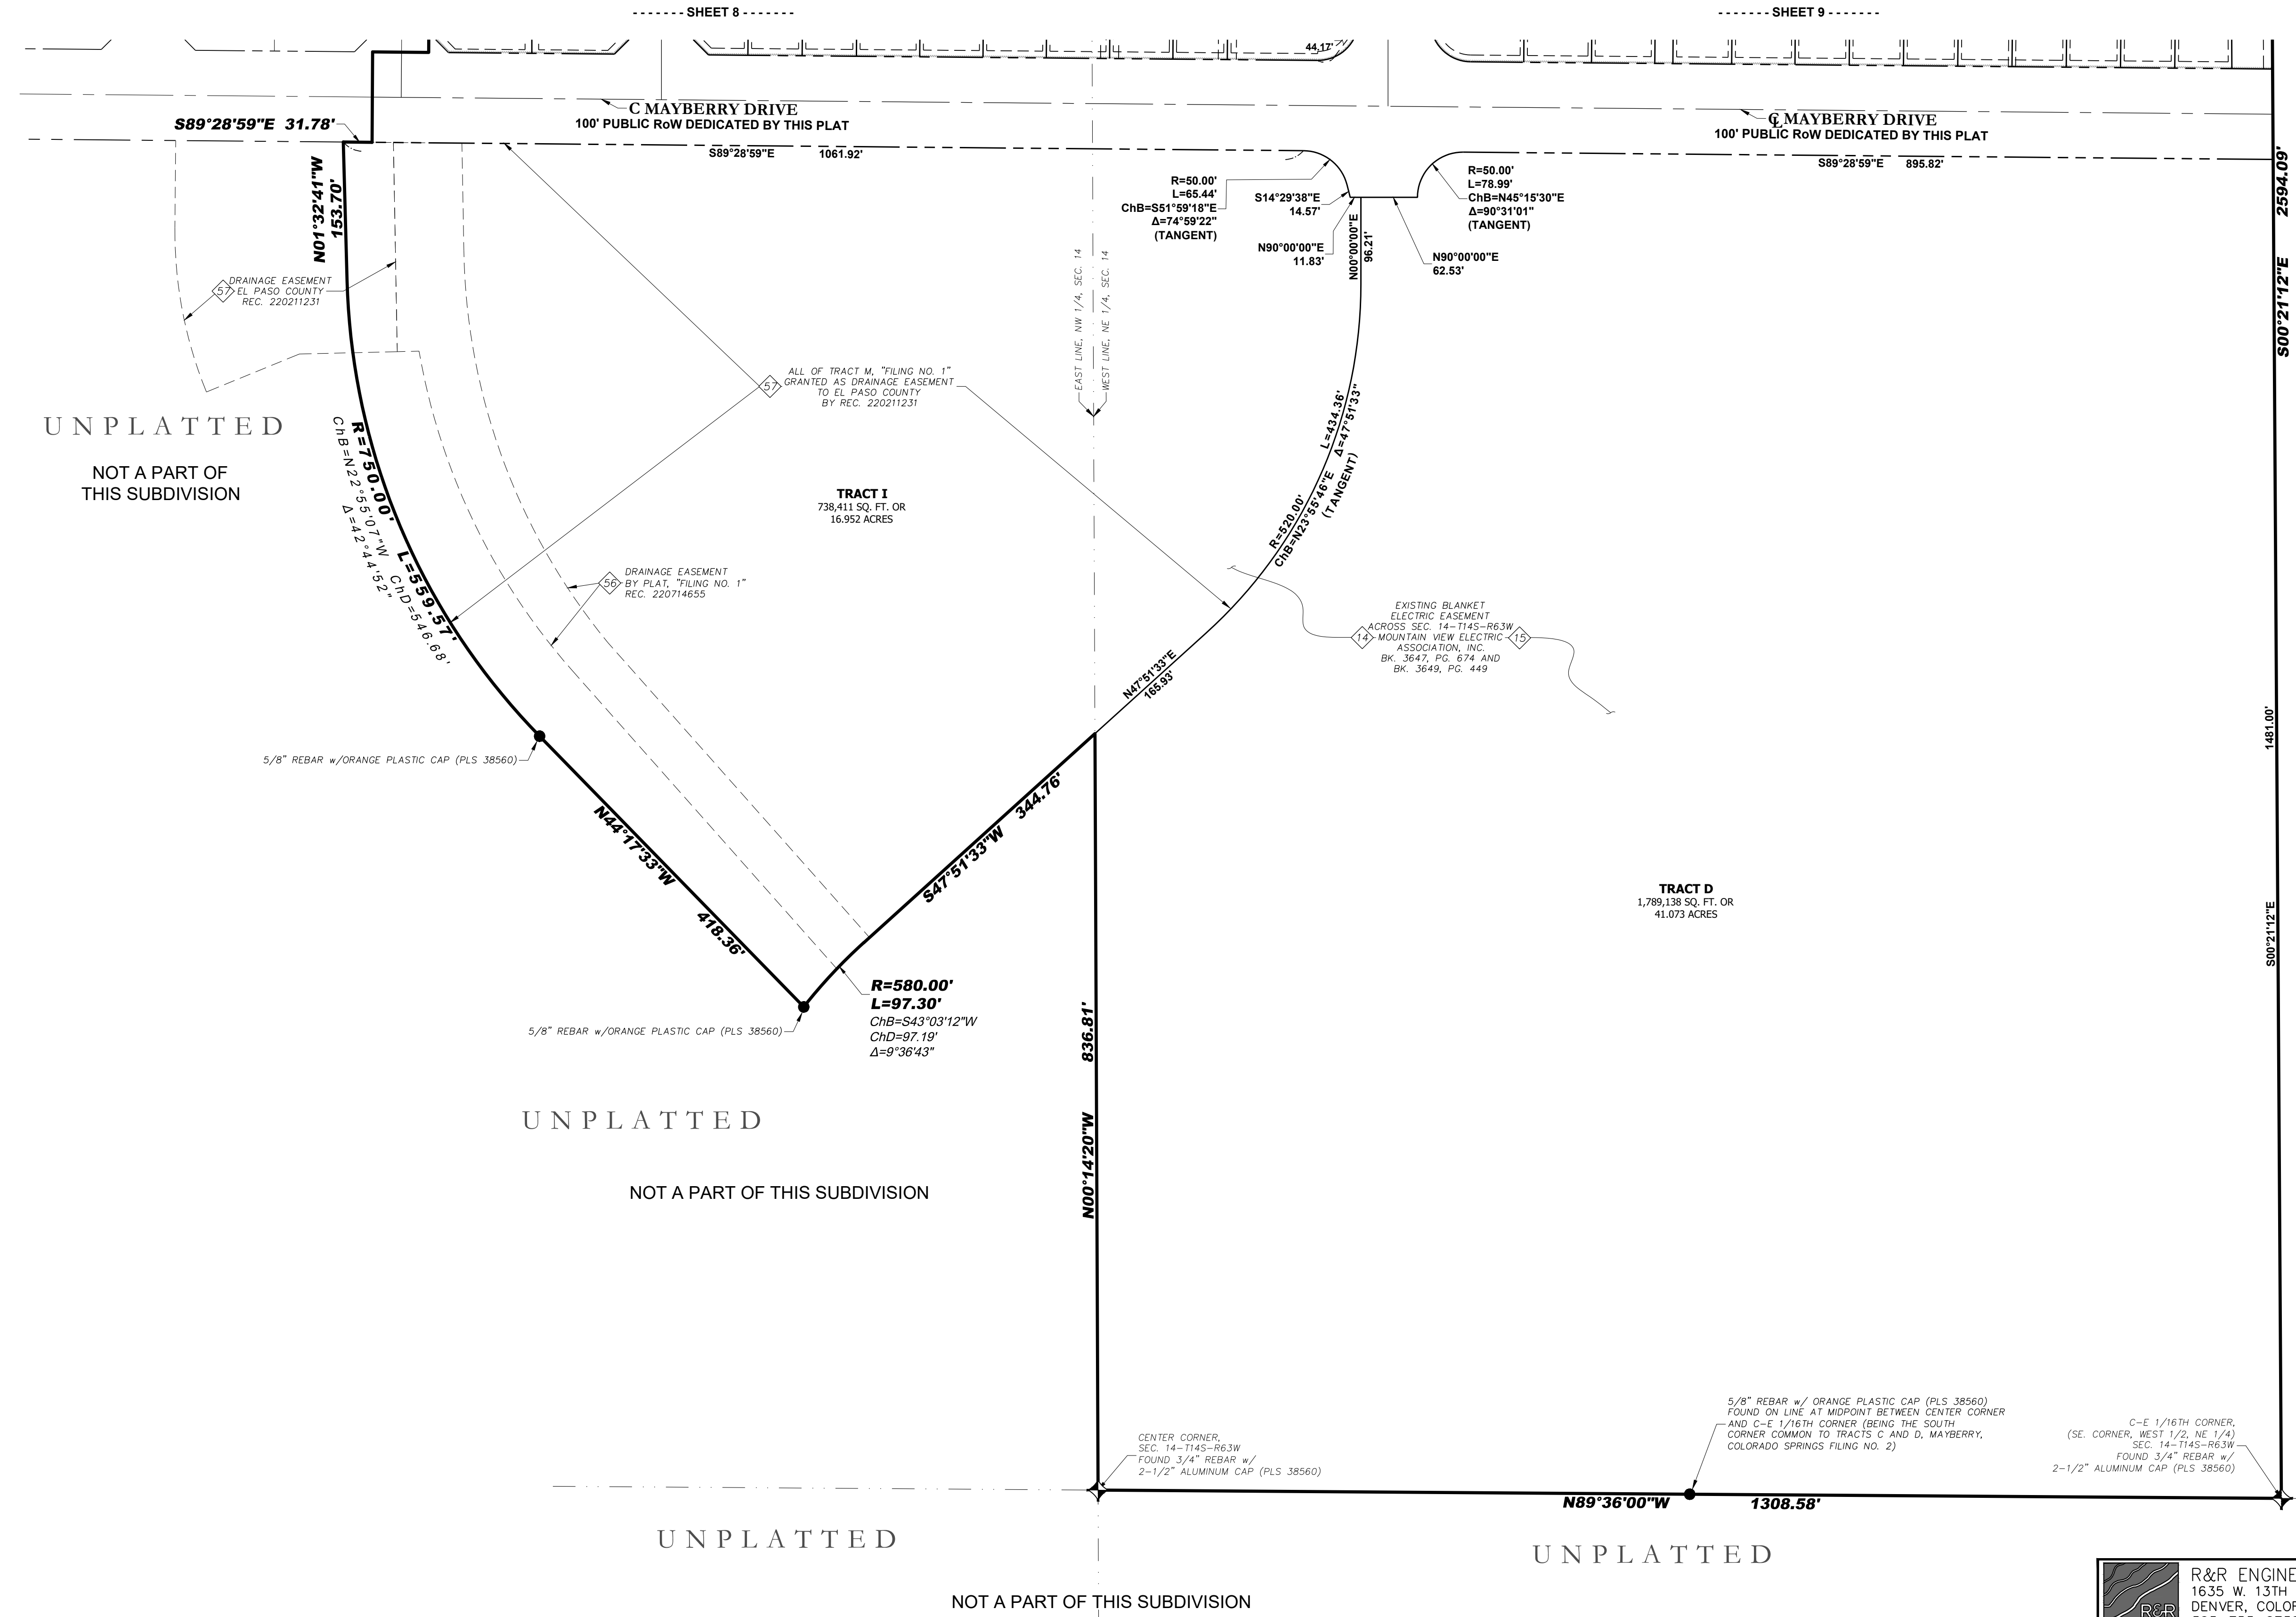 ------- SHEET 8 -------
------- SHEET 9 -------
44.17'
C MAYBERRY DRIVE
100' PUBLIC RoW DEDICATED BY THIS PLAT
℄ MAYBERRY DRIVE
100' PUBLIC RoW DEDICATED BY THIS PLAT
S89°28'59"E 31.78'
S89°28'59"E 1061.92'
S89°28'59"E 895.82'
N01°32'41"W
153.70'
R=50.00'
L=65.44'
ChB=S51°59'18"E
Δ=74°59'22"
(TANGENT)
S14°29'38"E
14.57'
N90°00'00"E
11.83'
N00°00'00"E
96.21'
R=50.00'
L=78.99'
ChB=N45°15'30"E
Δ=90°31'01"
(TANGENT)
N90°00'00"E
62.53'
S00°21'12"E 2594.09'
EAST LINE, NW 1/4, SEC. 14
WEST LINE, NE 1/4, SEC. 14
57
DRAINAGE EASEMENT
EL PASO COUNTY
REC. 220211231
57
ALL OF TRACT M, "FILING NO. 1"
GRANTED AS DRAINAGE EASEMENT
TO EL PASO COUNTY
BY REC. 220211231
UNPLATTED
NOT A PART OF
THIS SUBDIVISION
R=750.00' L=559.57'
ChB=N22°55'07"W ChD=546.68'
Δ=42°44'52"
TRACT I
738,411 SQ. FT. OR
16.952 ACRES
R=520.00' L=434.36'
ChB=N23°55'46"E Δ=47°51'33"
(TANGENT)
56
DRAINAGE EASEMENT
BY PLAT, "FILING NO. 1"
REC. 220714655
EXISTING BLANKET
ELECTRIC EASEMENT
ACROSS SEC. 14-T14S-R63W
14 MOUNTAIN VIEW ELECTRIC 15
ASSOCIATION, INC.
BK. 3647, PG. 674 AND
BK. 3649, PG. 449
N47°51'33"E
165.93'
1481.00'
S00°21'12"E
5/8" REBAR w/ORANGE PLASTIC CAP (PLS 38560)
N44°17'33"W 418.36'
S47°51'33"W 344.76'
TRACT D
1,789,138 SQ. FT. OR
41.073 ACRES
R=580.00'
L=97.30'
ChB=S43°03'12"W
ChD=97.19'
Δ=9°36'43"
5/8" REBAR w/ORANGE PLASTIC CAP (PLS 38560)
N00°14'20"W 836.81'
UNPLATTED
NOT A PART OF THIS SUBDIVISION
5/8" REBAR w/ ORANGE PLASTIC CAP (PLS 38560)
FOUND ON LINE AT MIDPOINT BETWEEN CENTER CORNER
AND C-E 1/16TH CORNER (BEING THE SOUTH
CORNER COMMON TO TRACTS C AND D, MAYBERRY,
COLORADO SPRINGS FILING NO. 2)
C-E 1/16TH CORNER,
(SE. CORNER, WEST 1/2, NE 1/4)
SEC. 14-T14S-R63W
FOUND 3/4" REBAR w/
2-1/2" ALUMINUM CAP (PLS 38560)
CENTER CORNER,
SEC. 14-T14S-R63W
FOUND 3/4" REBAR w/
2-1/2" ALUMINUM CAP (PLS 38560)
N89°36'00"W 1308.58'
UNPLATTED
UNPLATTED
NOT A PART OF THIS SUBDIVISION
R&R
R&R ENGINE
1635 W. 13TH
DENVER, COLOR